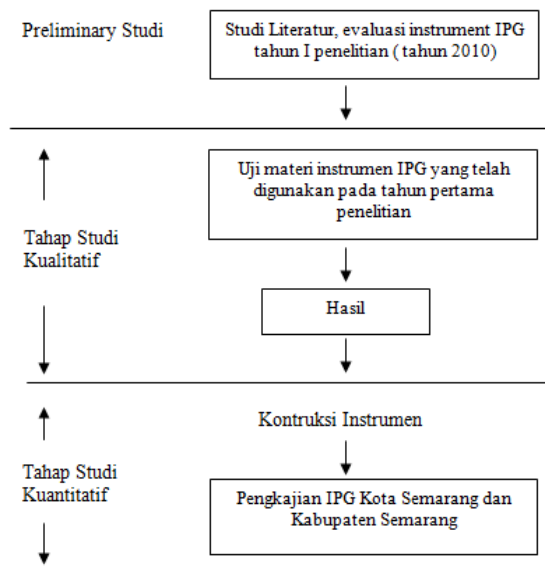 Preliminary Studi
Studi Literatur, evaluasi instrument IPG
tahun I penelitian ( tahun 2010)
Uji materi instrumen IPG yang telah
digunakan pada tahun pertama
penelitian
Tahap Studi
Kualitatif
Hasil
Kontruksi Instrumen
Tahap Studi
Kuantitatif
Pengkajian IPG Kota Semarang dan
Kabupaten Semarang